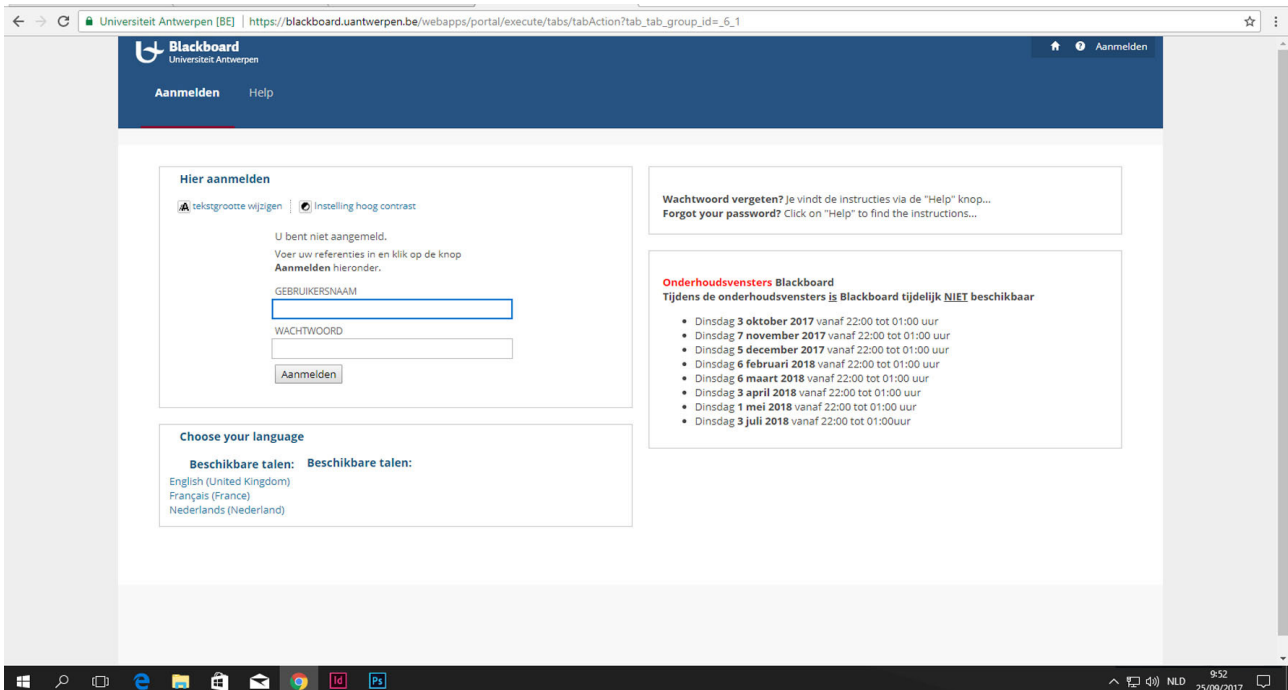 Universiteit Antwerpen [BE] | https://blackboard.uantwerpen.be/webapps/portal/execute/tabs/tabAction?tab_tab_group_id=_6_1
Blackboard
Universiteit Antwerpen
Aanmelden
Aanmelden Help
Hier aanmelden
tekstgrootte wijzigen Instelling hoog contrast
U bent niet aangemeld.
Voer uw referenties in en klik op de knop
Aanmelden hieronder.
GEBRUIKERSNAAM
WACHTWOORD
Aanmelden
Choose your language
Beschikbare talen: Beschikbare talen:
English (United Kingdom)
Français (France)
Nederlands (Nederland)
Wachtwoord vergeten? Je vindt de instructies via de "Help" knop...
Forgot your password? Click on "Help" to find the instructions...
Onderhoudsvensters Blackboard
Tijdens de onderhoudsvensters is Blackboard tijdelijk NIET beschikbaar
Dinsdag 3 oktober 2017 vanaf 22:00 tot 01:00 uur
Dinsdag 7 november 2017 vanaf 22:00 tot 01:00 uur
Dinsdag 5 december 2017 vanaf 22:00 tot 01:00 uur
Dinsdag 6 februari 2018 vanaf 22:00 tot 01:00 uur
Dinsdag 6 maart 2018 vanaf 22:00 tot 01:00 uur
Dinsdag 3 april 2018 vanaf 22:00 tot 01:00 uur
Dinsdag 1 mei 2018 vanaf 22:00 tot 01:00 uur
Dinsdag 3 juli 2018 vanaf 22:00 tot 01:00uur
Id Ps
NLD
9:52
25/09/2017